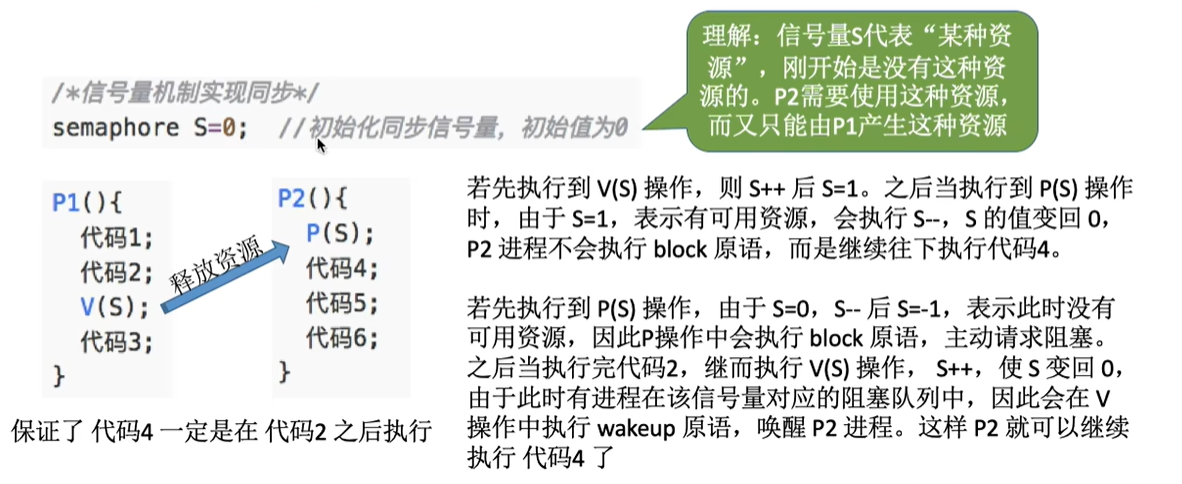 理解：信号量S代表“某种资
源”，刚开始是没有这种资
源的。P2需要使用这种资源，
而又只能由P1产生这种资源
/*信号量机制实现同步*/
semaphore S=0; //初始化同步信号量，初始值为0
P1(){
代码1;
代码2;
V(S);
代码3;
}
释放资源
P2(){
P(S);
代码4;
代码5;
代码6;
}
保证了 代码4 一定是在 代码2 之后执行
若先执行到 V(S) 操作，则 S++ 后 S=1。之后当执行到 P(S) 操作
时，由于 S=1，表示有可用资源，会执行 S--，S 的值变回 0，
P2 进程不会执行 block 原语，而是继续往下执行代码4。
若先执行到 P(S) 操作，由于 S=0，S-- 后 S=-1，表示此时没有
可用资源，因此P操作中会执行 block 原语，主动请求阻塞。
之后当执行完代码2，继而执行 V(S) 操作， S++，使 S 变回 0，
由于此时有进程在该信号量对应的阻塞队列中，因此会在 V
操作中执行 wakeup 原语，唤醒 P2 进程。这样 P2 就可以继续
执行 代码4 了